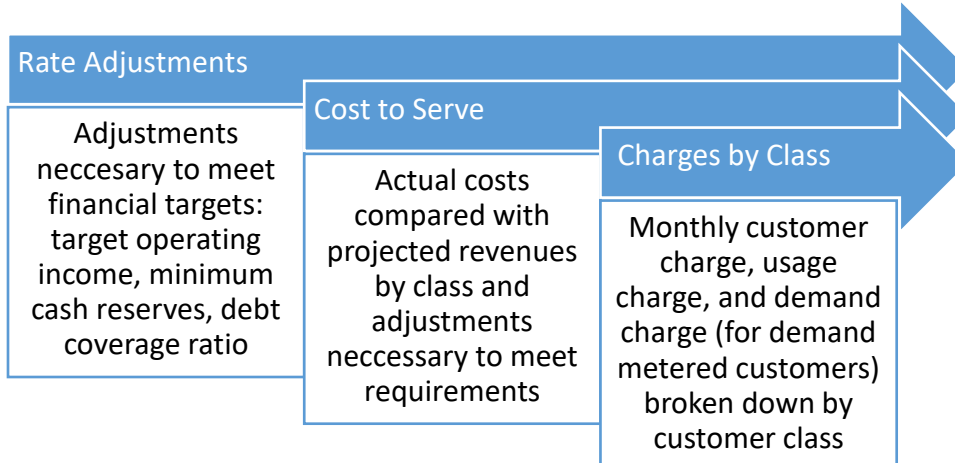 Rate Adjustments
Adjustments
neccesary to meet
financial targets:
target operating
income, minimum
cash reserves, debt
coverage ratio
Cost to Serve
Actual costs
compared with
projected revenues
by class and
adjustments
neccessary to meet
requirements
Charges by Class
Monthly customer
charge, usage
charge, and demand
charge (for demand
metered customers)
broken down by
customer class